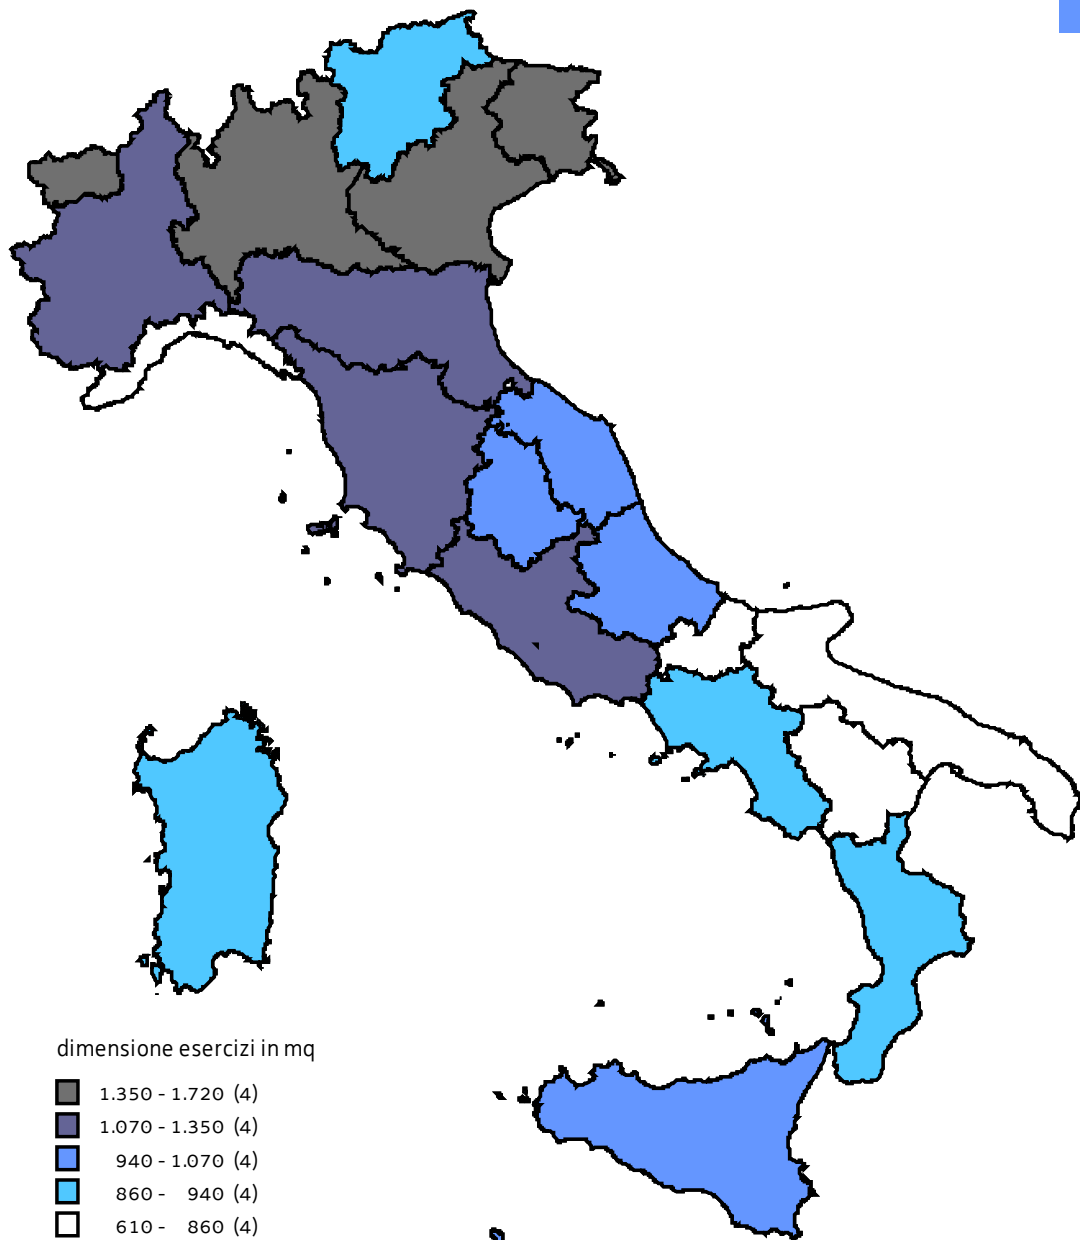 dimensione esercizi in mq
1.350 - 1.720 (4)
1.070 - 1.350 (4)
940 - 1.070 (4)
860 - 940 (4)
610 - 860 (4)